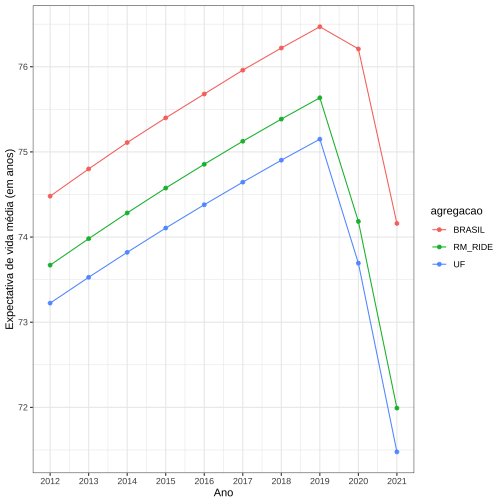 Expectativa de vida média (em anos)
76
75
74
73
72
2012 2013 2014 2015 2016 2017 2018 2019 2020 2021
Ano
agregacao
BRASIL
RM_RIDE
UF